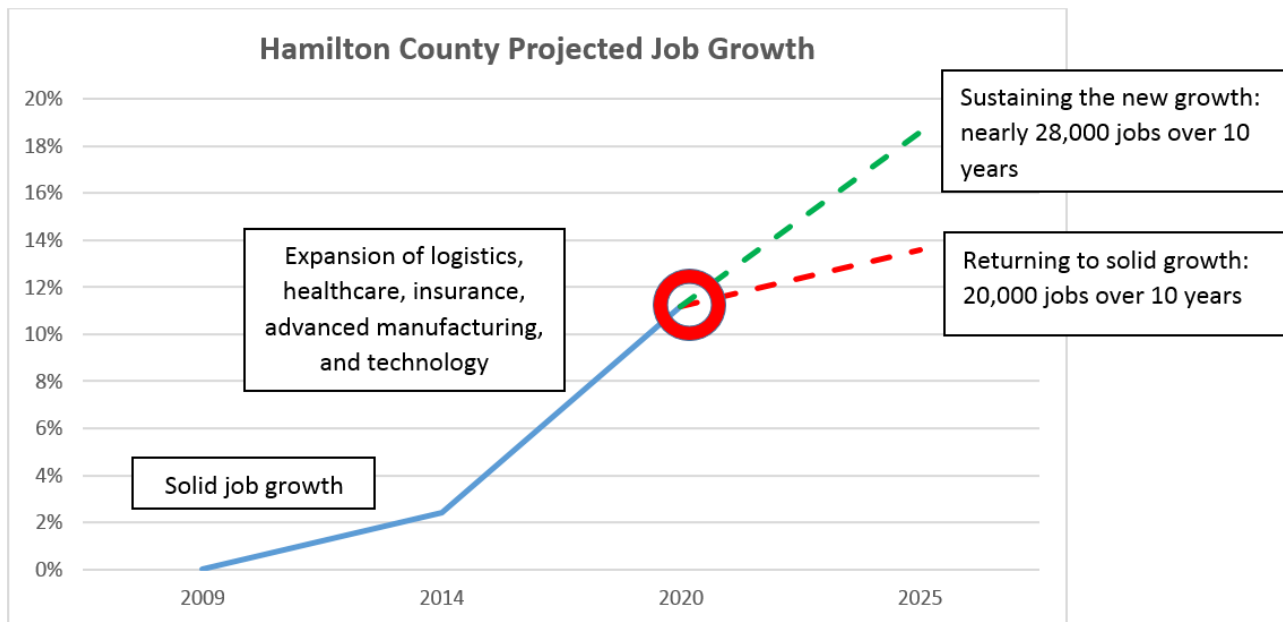 Hamilton County Projected Job Growth
20%
18%
16%
14%
12%
10%
8%
6%
4%
2%
0%
2009 2014 2020 2025
Solid job growth
Expansion of logistics,
healthcare, insurance,
advanced manufacturing,
and technology
Sustaining the new growth:
nearly 28,000 jobs over 10
years
Returning to solid growth:
20,000 jobs over 10 years